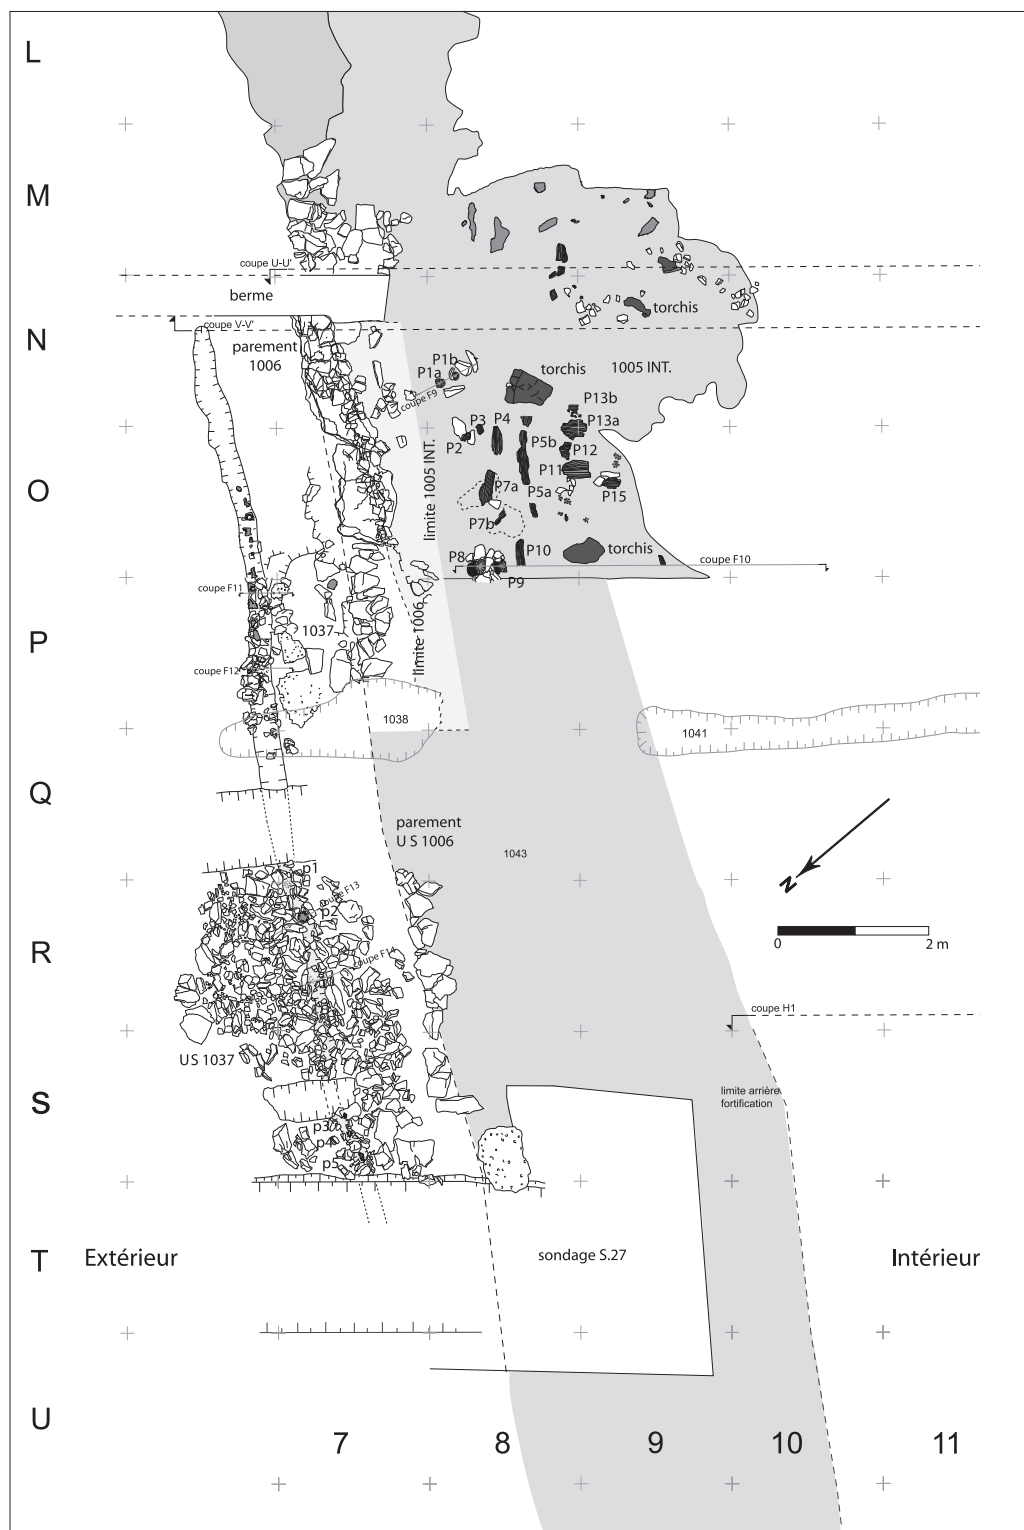 L
M
coupe U-U'
berme
torchis
coupe V-V'
N
parement
1006
P1b
torchis
1005 INT.
P1a
coupe F9
P13b
P3
P4
P13a
P2
P5b
P12
limite 1005 INT.
P11
O
P7a
P5a
P15
P7b
P8
P10
torchis
coupe F10
P9
coupe F11
limite 1006
1037
P
coupe F12
1038
1041
Q
parement
U S 1006
1043
p1
coupe F13
p2
N
R
coupe F14
0
2 m
coupe H1
US 1037
S
limite arrière
fortification
p3
p4
p5
T
Extérieur
sondage S.27
Intérieur
U
7
8
9
10
11